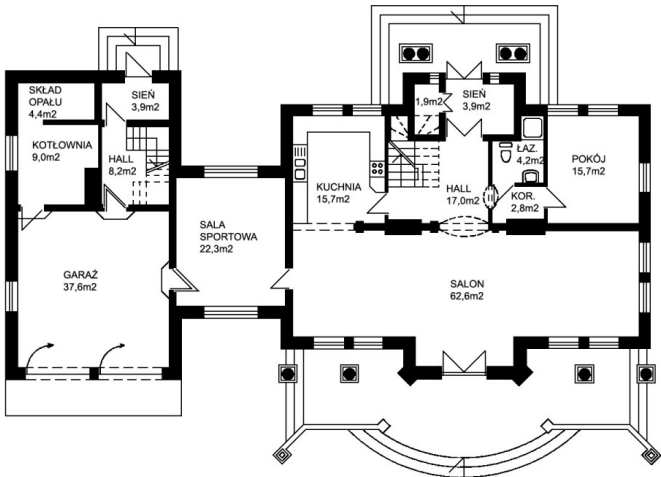 SKŁAD
OPAŁU
4,4m2
SIEŃ
3,9m2
KOTŁOWNIA
9,0m2
HALL
8,2m2
GARAŻ
37,6m2
SALA
SPORTOWA
22,3m2
KUCHNIA
15,7m2
1,9m2
SIEŃ
3,9m2
HALL
17,0m2
ŁAZ.
4,2m2
KOR.
2,8m2
POKÓJ
15,7m2
SALON
62,6m2